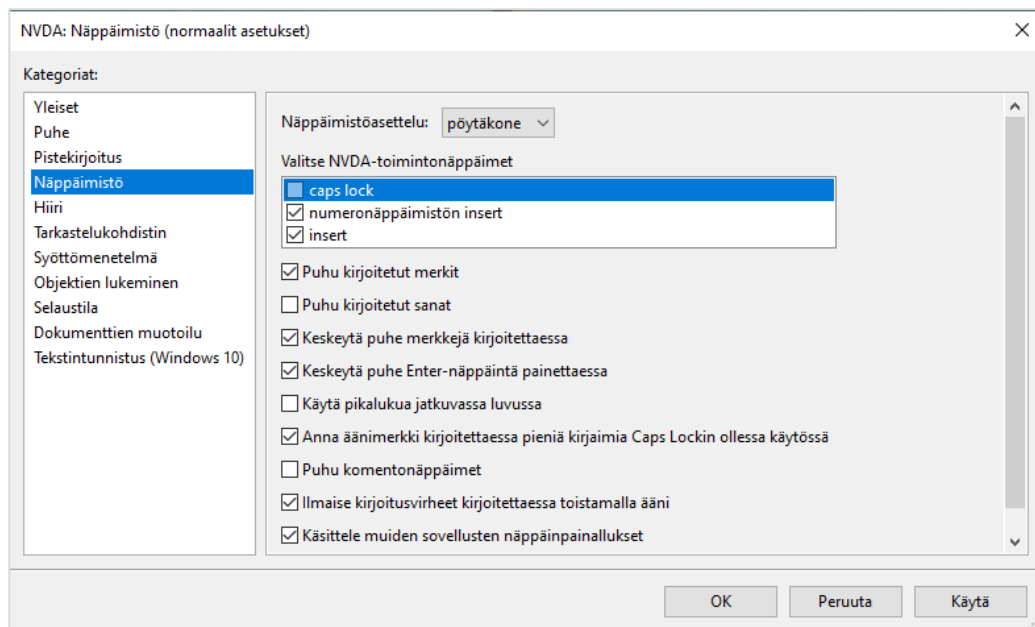 NVDA: Näppäimistö (normaalit asetukset)
Kategoriat:
Yleiset
Puhe
Pistekirjoitus
Näppäimistö
Hiiri
Tarkastelukohdistin
Syöttömenetelmä
Objektien lukeminen
Selaustila
Dokumenttien muotoilu
Tekstintunnistus (Windows 10)
Näppäimistöasettelu: pöytäkone
Valitse NVDA-toimintonäppäimet
caps lock
numeronäppäimistön insert
insert
Puhu kirjoitetut merkit
Puhu kirjoitetut sanat
Keskeytä puhe merkkejä kirjoitettaessa
Keskeytä puhe Enter-näppäintä painettaessa
Käytä pikalukua jatkuvassa luvussa
Anna äänimerkki kirjoitettaessa pieniä kirjaimia Caps Lockin ollessa käytössä
Puhu komentonäppäimet
Ilmaise kirjoitusvirheet kirjoitettaessa toistamalla ääni
Käsittele muiden sovellusten näppäinpainallukset
OK Peruuta Käytä